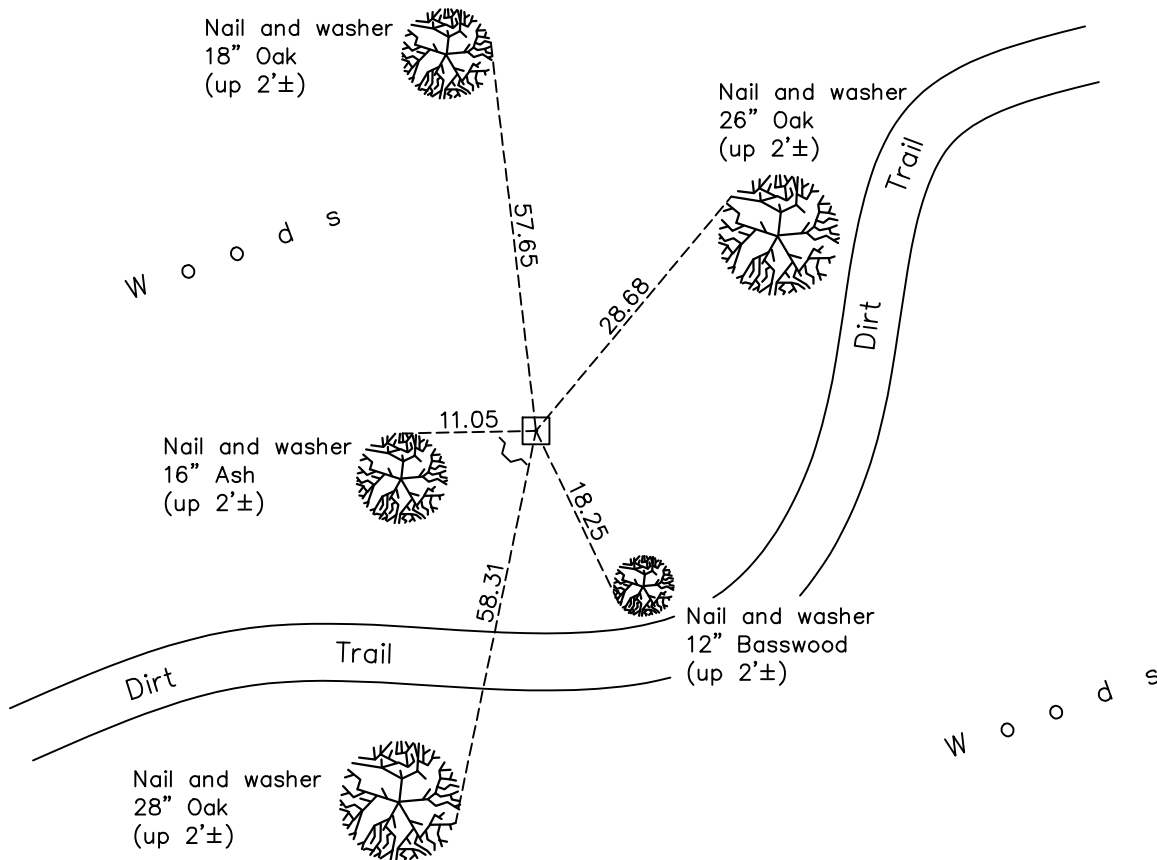 Nail and washer
18" Oak
(up 2'±)
Nail and washer
26" Oak
(up 2'±)
Trail
Dirt
Woods
57.65
28.68
11.05
Nail and washer
16" Ash
(up 2'±)
18.25
58.31
Nail and washer
12" Basswood
(up 2'±)
Dirt Trail
Woods
Nail and washer
28" Oak
(up 2'±)